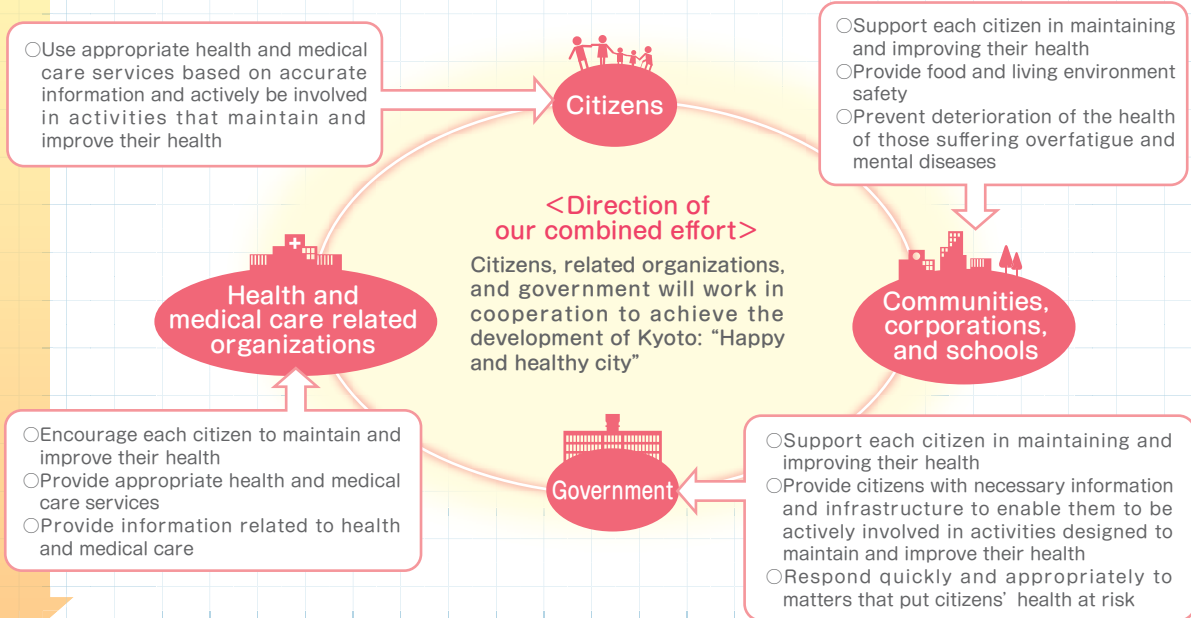 ○Use appropriate health and medical
care services based on accurate
information and actively be involved
in activities that maintain and
improve their health
Citizens
○Support each citizen in maintaining
and improving their health
○Provide food and living environment
safety
○Prevent deterioration of the health
of those suffering overfatigue and
mental diseases
<Direction of
our combined effort>
Citizens, related organizations,
and government will work in
cooperation to achieve the
development of Kyoto: “Happy
and healthy city”
Health and
medical care related
organizations
Communities,
corporations,
and schools
○Encourage each citizen to maintain and
improve their health
○Provide appropriate health and medical
care services
○Provide information related to health
and medical care
Government
○Support each citizen in maintaining and
improving their health
○Provide citizens with necessary information
and infrastructure to enable them to be
actively involved in activities designed to
maintain and improve their health
○Respond quickly and appropriately to
matters that put citizens’ health at risk